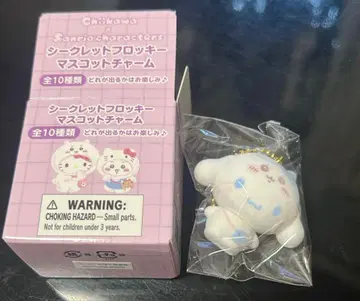 Chiikawa
×
Sanrio characters
シークレットフロッキー
マスコットチャーム
全10種類 どれが出るかはお楽しみ♪
シークレットフロッキー
マスコットチャーム
全10種類 どれが出るかはお楽しみ♪
WARNING:
CHOKING HAZARD — Small parts.
Not for children under 3 years.